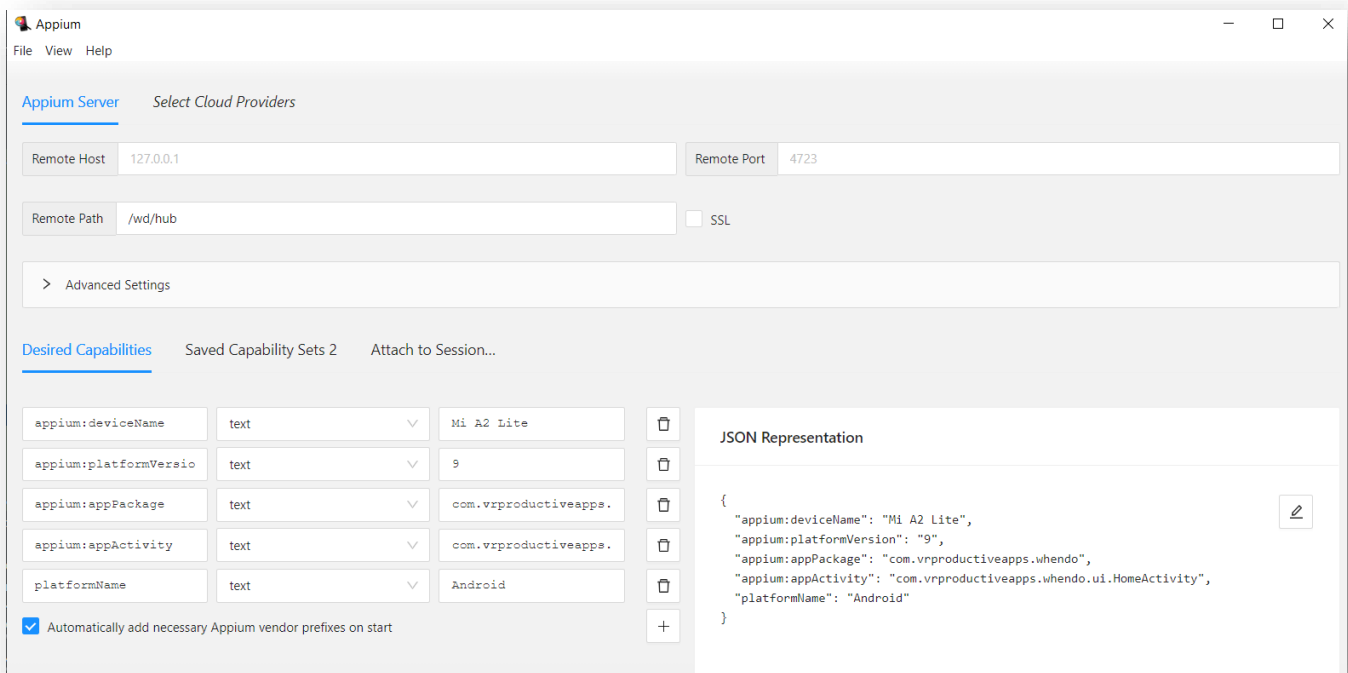 Appium
File View Help
Appium Server Select Cloud Providers
Remote Host 127.0.0.1 Remote Port 4723
Remote Path /wd/hub SSL
Advanced Settings
Desired Capabilities Saved Capability Sets 2 Attach to Session...
appium:deviceName text Mi A2 Lite
appium:platformVersio text 9
appium:appPackage text com.vrproductiveapps.
appium:appActivity text com.vrproductiveapps.
platformName text Android
Automatically add necessary Appium vendor prefixes on start
JSON Representation
{
"appium:deviceName": "Mi A2 Lite",
"appium:platformVersion": "9",
"appium:appPackage": "com.vrproductiveapps.whendo",
"appium:appActivity": "com.vrproductiveapps.whendo.ui.HomeActivity",
"platformName": "Android"
}